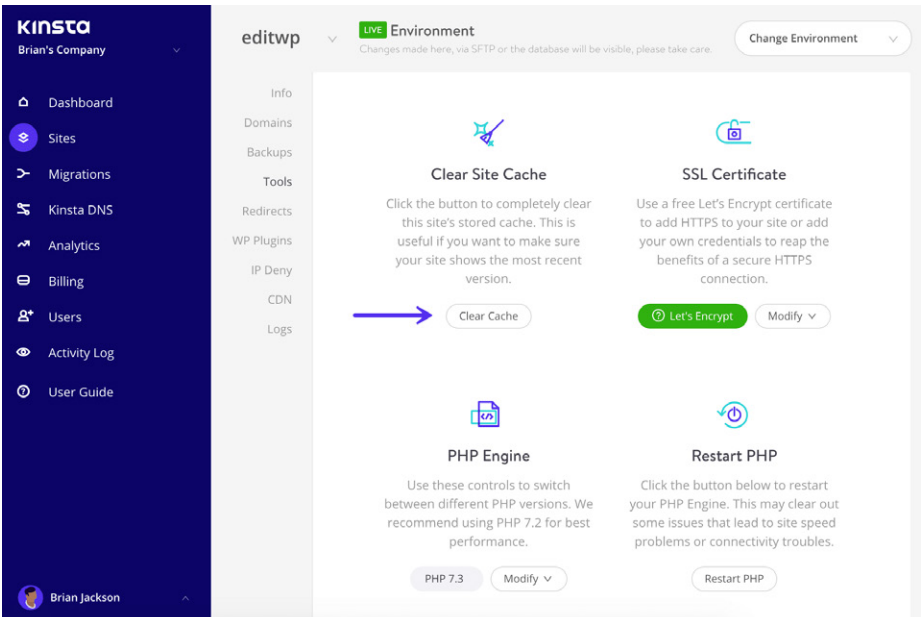 KINSTA
Brian's Company
Dashboard
Sites
Migrations
Kinsta DNS
Analytics
Billing
Users
Activity Log
User Guide
Brian Jackson
editwp
LIVE Environment
Changes made here, via SFTP or the database will be visible, please take care.
Change Environment
Info
Domains
Backups
Tools
Redirects
WP Plugins
IP Deny
CDN
Logs
Clear Site Cache
Click the button to completely clear
this site's stored cache. This is
useful if you want to make sure
your site shows the most recent
version.
Clear Cache
SSL Certificate
Use a free Let's Encrypt certificate
to add HTTPS to your site or add
your own credentials to reap the
benefits of a secure HTTPS
connection.
Let's Encrypt
Modify
PHP Engine
Use these controls to switch
between different PHP versions. We
recommend using PHP 7.2 for best
performance.
PHP 7.3
Modify
Restart PHP
Click the button below to restart
your PHP Engine. This may clear out
some issues that lead to site speed
problems or connectivity troubles.
Restart PHP